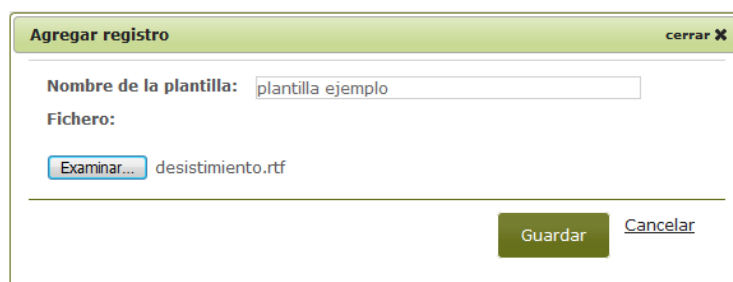 Agregar registro cerrar ✖
Nombre de la plantilla: plantilla ejemplo
Fichero:
Examinar... desistimiento.rtf
Guardar Cancelar